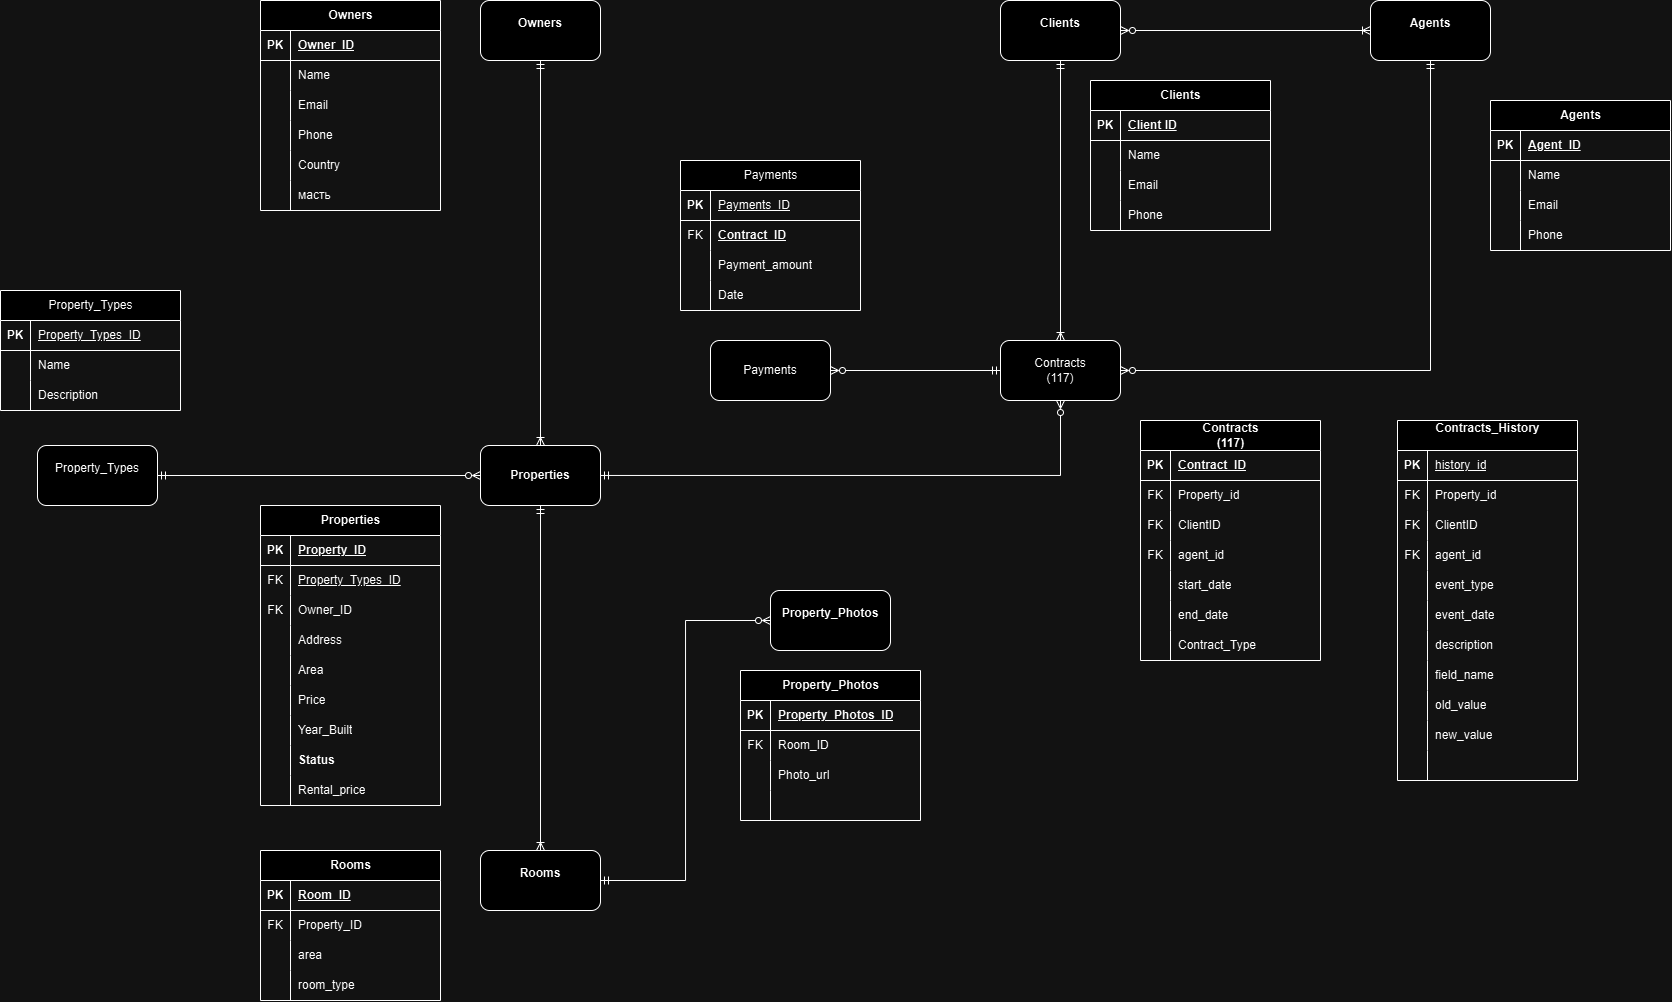 Owners
PK Owner_ID
Name
Email
Phone
Country
масть
Owners
Clients
Agents
Clients
PK Client ID
Name
Email
Phone
Agents
PK Agent_ID
Name
Email
Phone
Payments
PK Payments_ID
FK Contract_ID
Payment_amount
Date
Property_Types
PK Property_Types_ID
Name
Description
Payments
Contracts
(117)
Property_Types
Properties
Contracts
(117)
PK Contract_ID
FK Property_id
FK ClientID
FK agent_id
start_date
end_date
Contract_Type
Contracts_History
PK history_id
FK Property_id
FK ClientID
FK agent_id
event_type
event_date
description
field_name
old_value
new_value
Properties
PK Property_ID
FK Property_Types_ID
FK Owner_ID
Address
Area
Price
Year_Built
Status
Rental_price
Property_Photos
Property_Photos
PK Property_Photos_ID
FK Room_ID
Photo_url
Rooms
PK Room_ID
FK Property_ID
area
room_type
Rooms